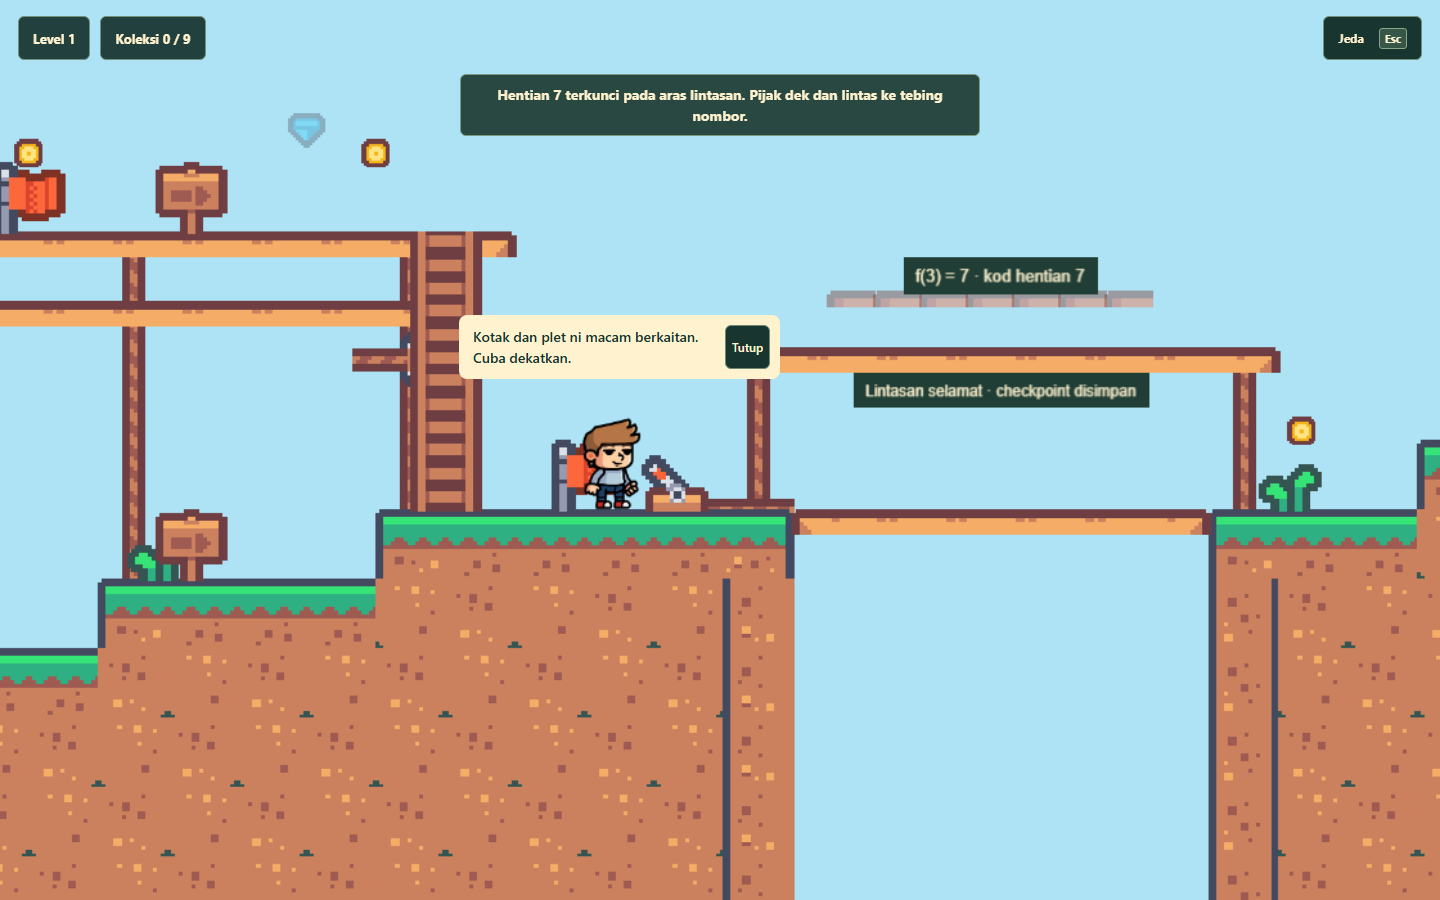 Level 1
Koleksi 0 / 9
Jeda Esc
Hentian 7 terkunci pada aras lintasan. Pijak dek dan lintas ke tebing
nombor.
f(3) = 7 · kod hentian 7
Kotak dan plet ni macam berkaitan.
Cuba dekatkan.
Tutup
Lintasan selamat · checkpoint disimpan